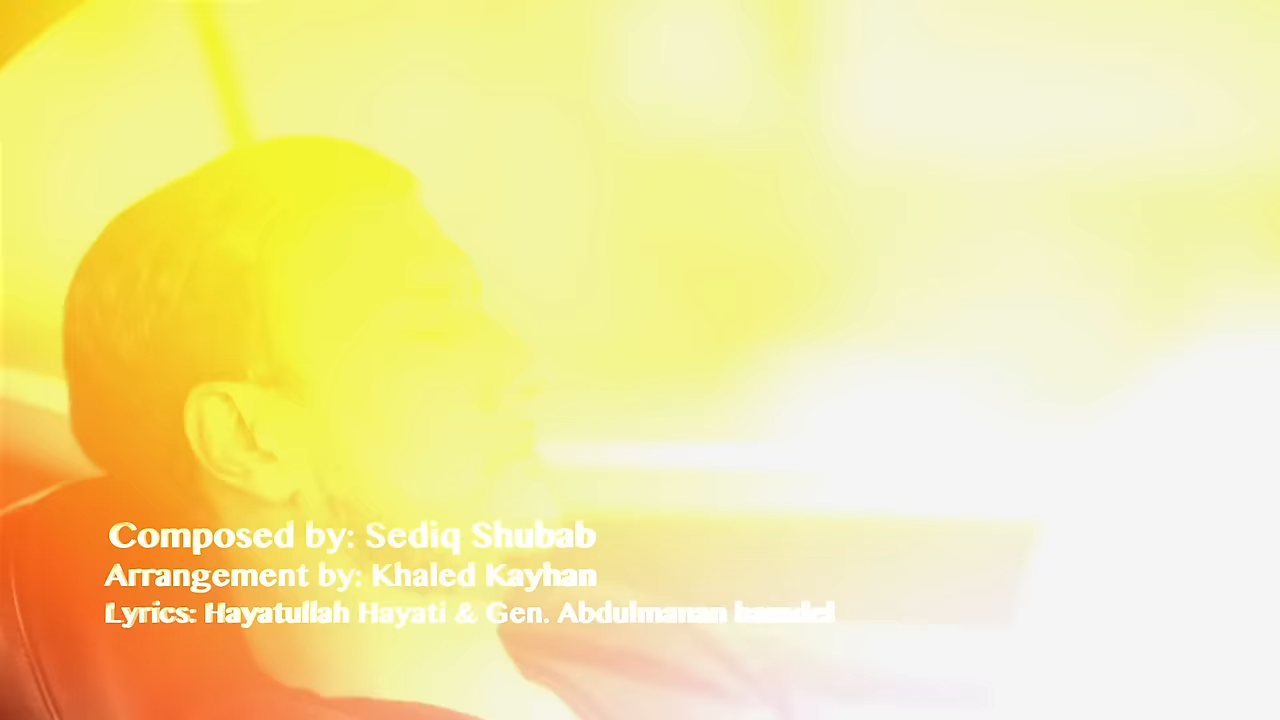 Composed by: Sediq Shubab
Arrangement by: Khaled Kayhan
Lyrics: Hayatullah Hayati & Gen. Abdulmanan